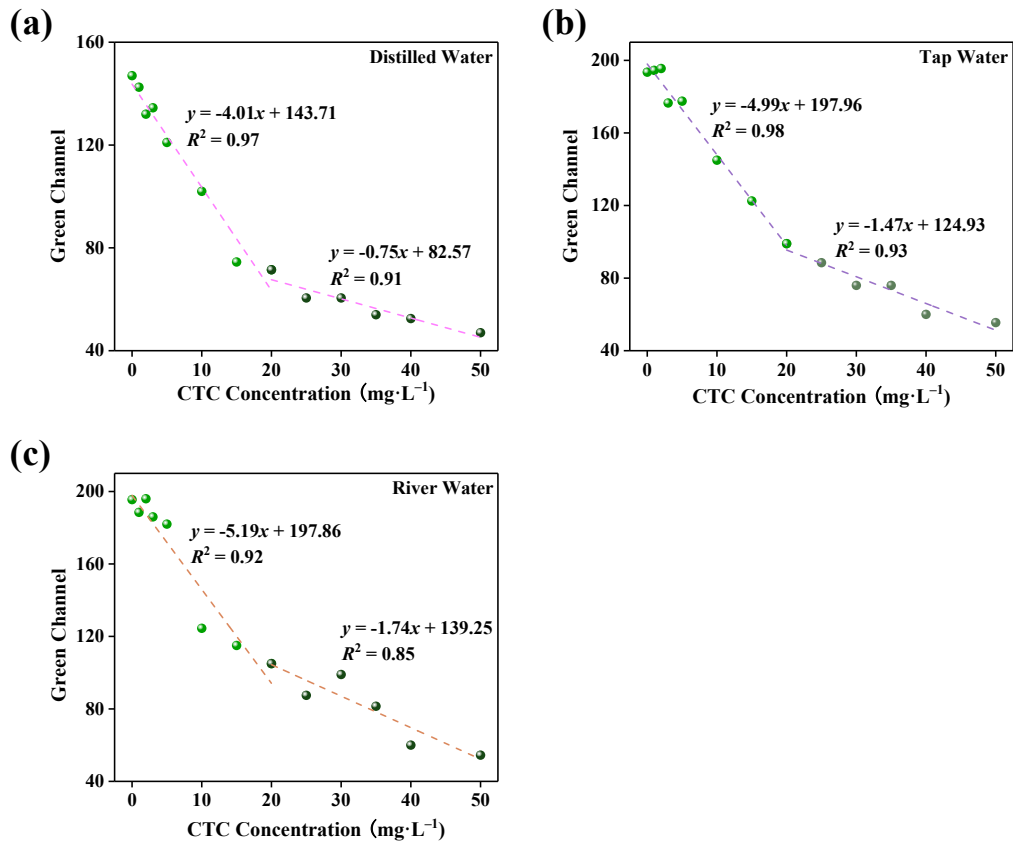 (a)
Distilled Water
160
120
80
40
Green Channel
y = -4.01x + 143.71
R² = 0.97
y = -0.75x + 82.57
R² = 0.91
0 10 20 30 40 50
CTC Concentration (mg·L⁻¹)
(b)
Tap Water
200
160
120
80
40
Green Channel
y = -4.99x + 197.96
R² = 0.98
y = -1.47x + 124.93
R² = 0.93
0 10 20 30 40 50
CTC Concentration (mg·L⁻¹)
(c)
River Water
200
160
120
80
40
Green Channel
y = -5.19x + 197.86
R² = 0.92
y = -1.74x + 139.25
R² = 0.85
0 10 20 30 40 50
CTC Concentration (mg·L⁻¹)